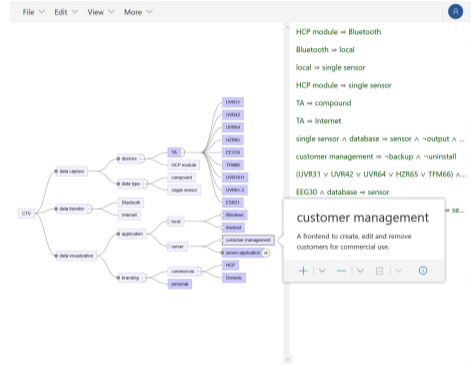 File Edit View More
A
HCP module ⇒ Bluetooth
Bluetooth ⇒ local
local ⇒ single sensor
HCP module ⇒ single sensor
TA ⇒ compound
TA ⇒ Internet
single sensor ∧ database ⇒ sensor ∧ ¬output ∧ ...
customer management ⇒ ¬backup ∧ ¬uninstall
(UVR31 ∨ UVR42 ∨ UVR64 ∨ HZR65 ∨ TFM66) ∧...
EEG30 ∧ database ⇒ sensor
⇒ se...
customer management
A frontend to create, edit and remove
customers for commercial use.
CTV
data capture
devices
TA
UVR31
UVR42
UVR64
HZR65
EEG30
TFM66
UVR1611
UVR61-3
ESR21
HCP module
data type
compound
single sensor
data transfer
Bluetooth
Internet
data visualization
application
local
Windows
Android
server
customer management
server application
branding
commercial
HCP
Domotic
personal